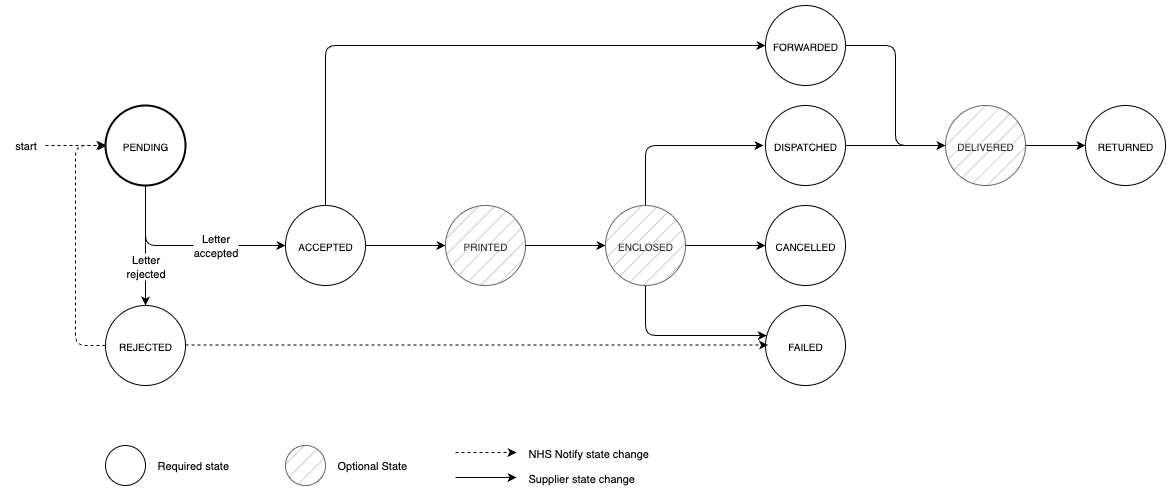 FORWARDED
start
PENDING
DISPATCHED
DELIVERED
RETURNED
Letter
accepted
ACCEPTED
PRINTED
ENCLOSED
CANCELLED
Letter
rejected
REJECTED
FAILED
Required state
Optional State
NHS Notify state change
Supplier state change